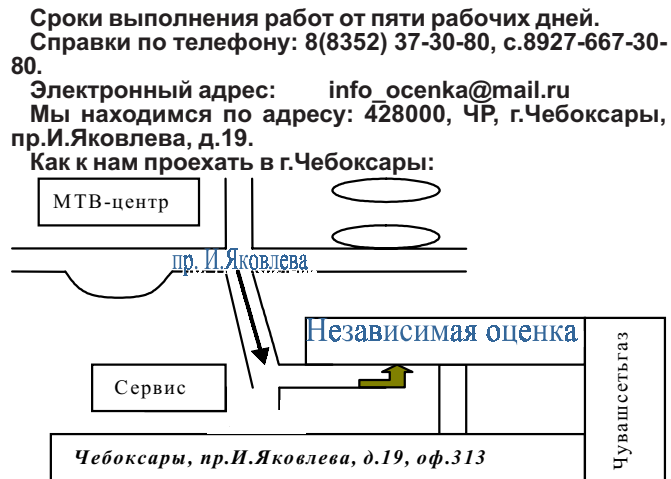 Сроки выполнения работ от пяти рабочих дней.
Справки по телефону: 8(8352) 37-30-80, с.8927-667-30-
80.
Электронный адрес: info_ocenka@mail.ru
Мы находимся по адресу: 428000, ЧР, г.Чебоксары,
пр.И.Яковлева, д.19.
Как к нам проехать в г.Чебоксары:
МТВ-центр
пр. И.Яковлева
Независимая оценка
Чувашсетьгаз
Сервис
Чебоксары, пр.И.Яковлева, д.19, оф.313